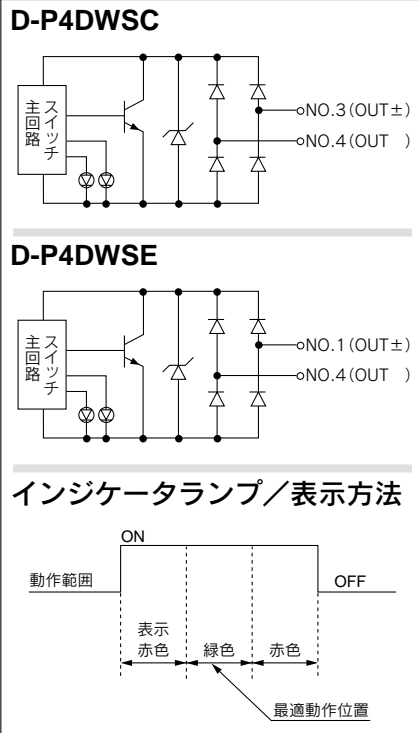 D-P4DWSC
スイッチ
主回路
NO.3(OUT±)
NO.4(OUT )
D-P4DWSE
スイッチ
主回路
NO.1(OUT±)
NO.4(OUT )
インジケータランプ／表示方法
ON
動作範囲
OFF
表示
赤色
緑色
赤色
最適動作位置